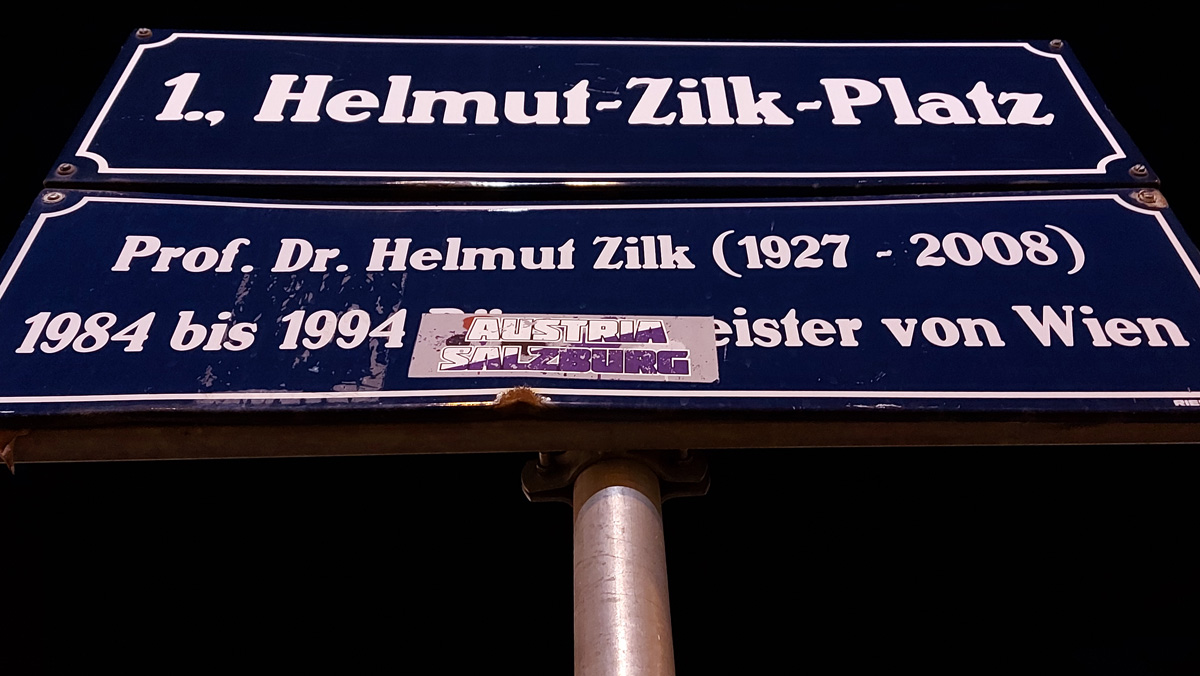 1., Helmut-Zilk-Platz
Prof. Dr. Helmut Zilk (1927 - 2008)
1984 bis 1994 eister von Wien
AUSTRIA
SALZBURG